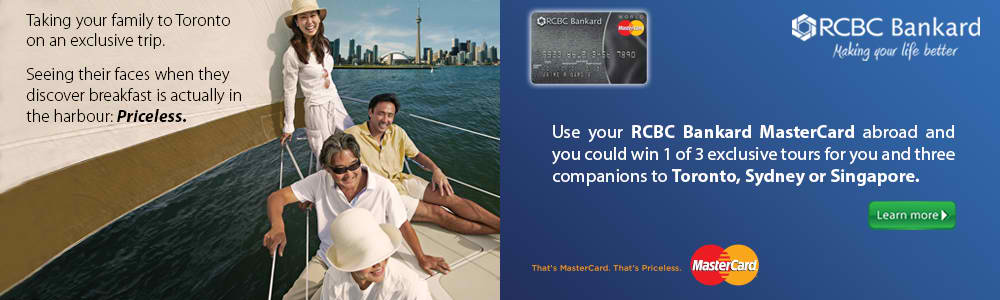 Taking your family to Toronto
on an exclusive trip.
Seeing their faces when they
discover breakfast is actually in
the harbour: Priceless.
RCBC Bankard
WORLD
MasterCard
7890
RCBC Bankard
Making your life better
Use your RCBC Bankard MasterCard abroad and
you could win 1 of 3 exclusive tours for you and three
companions to Toronto, Sydney or Singapore.
Learn more
That's MasterCard. That's Priceless.
MasterCard